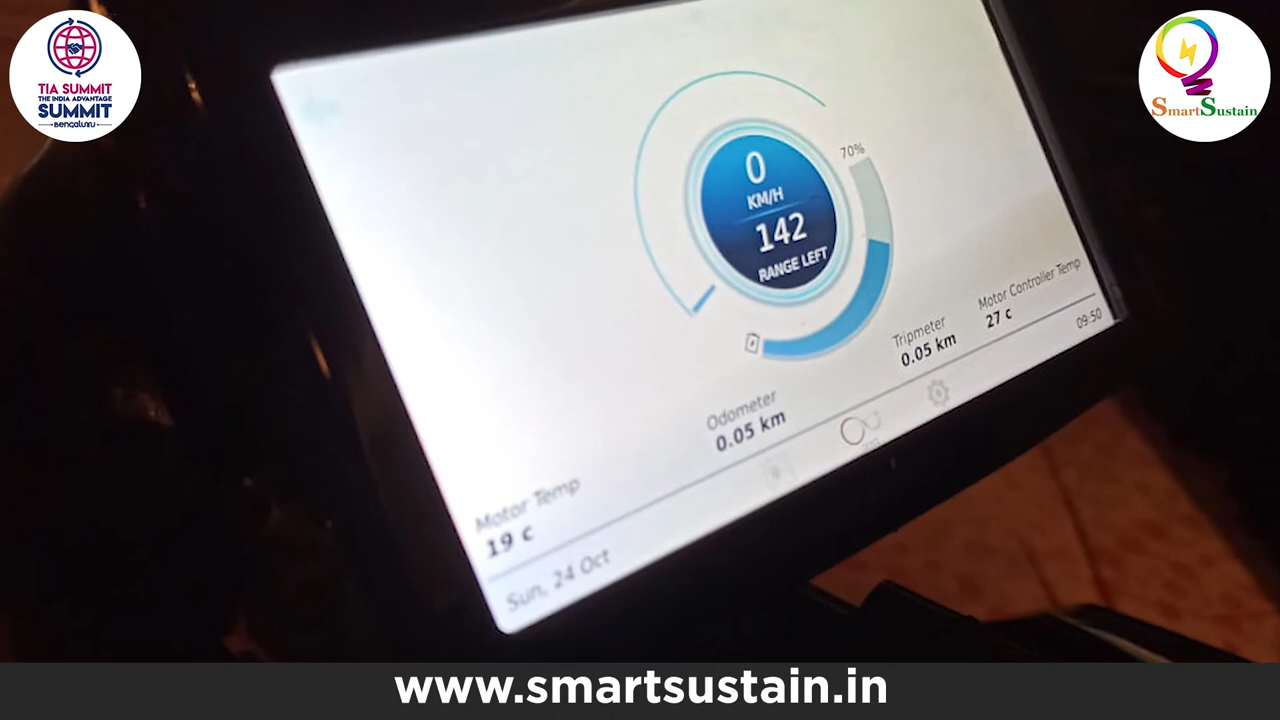 TIA SUMMIT
THE INDIA ADVANTAGE
SUMMIT
Bengaluru
SmartSustain
70%
0
KM/H
142
RANGE LEFT
Motor Temp
19 c
Odometer
0.05 km
Tripmeter
0.05 km
Motor Controller Temp
27 c
Sun, 24 Oct
09:50
www.smartsustain.in